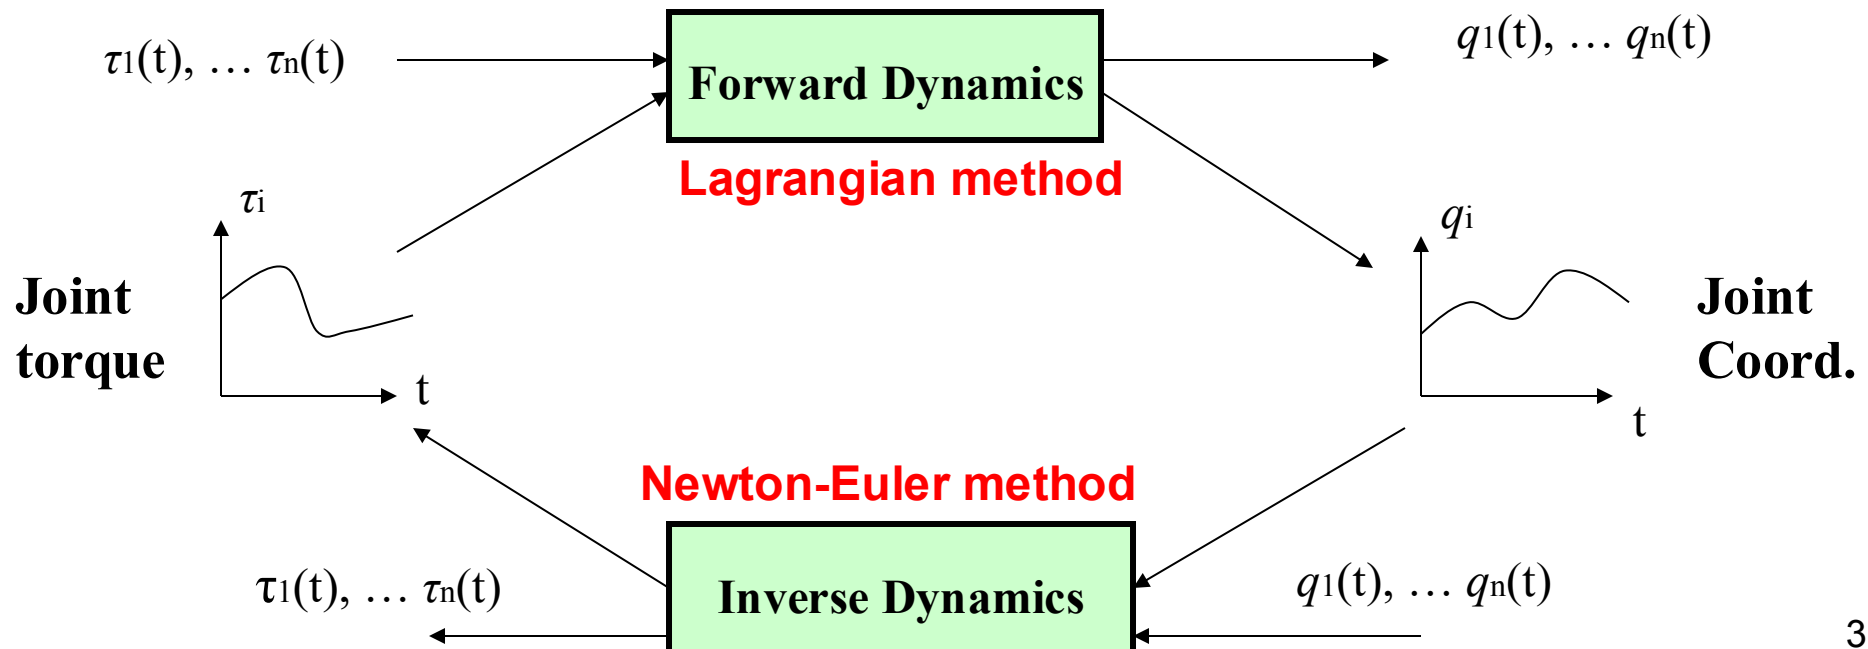 τ1(t), … τn(t)
Forward Dynamics
q1(t), … qn(t)
Lagrangian method
τi
qi
Joint
torque
t
Joint
Coord.
t
Newton-Euler method
τ1(t), … τn(t)
Inverse Dynamics
q1(t), … qn(t)
3